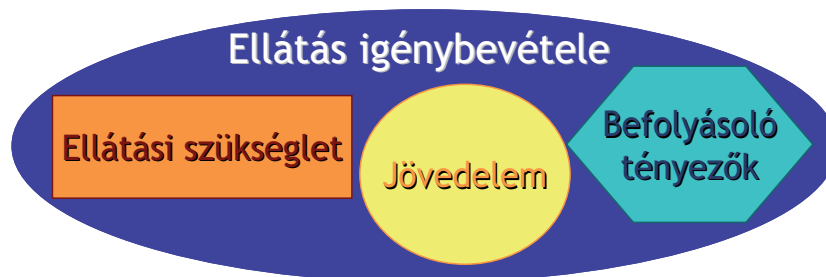 Ellátás igénybevétele
Ellátási szükséglet
Jövedelem
Befolyásoló
tényezők